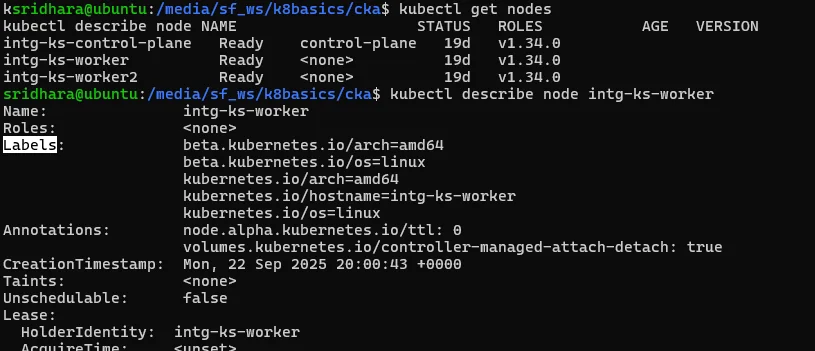 ksridhara@ubuntu:/media/sf_ws/k8basics/cka$ kubectl get nodes
kubectl describe node NAME                     STATUS   ROLES           AGE   VERSION
intg-ks-control-plane   Ready    control-plane   19d   v1.34.0
intg-ks-worker          Ready    <none>          19d   v1.34.0
intg-ks-worker2         Ready    <none>          19d   v1.34.0
sridhara@ubuntu:/media/sf_ws/k8basics/cka$ kubectl describe node intg-ks-worker
Name:               intg-ks-worker
Roles:              <none>
Labels:             beta.kubernetes.io/arch=amd64
                    beta.kubernetes.io/os=linux
                    kubernetes.io/arch=amd64
                    kubernetes.io/hostname=intg-ks-worker
                    kubernetes.io/os=linux
Annotations:        node.alpha.kubernetes.io/ttl: 0
                    volumes.kubernetes.io/controller-managed-attach-detach: true
CreationTimestamp:  Mon, 22 Sep 2025 20:00:43 +0000
Taints:             <none>
Unschedulable:      false
Lease:
  HolderIdentity:  intg-ks-worker
  AcquireTime:     <unset>